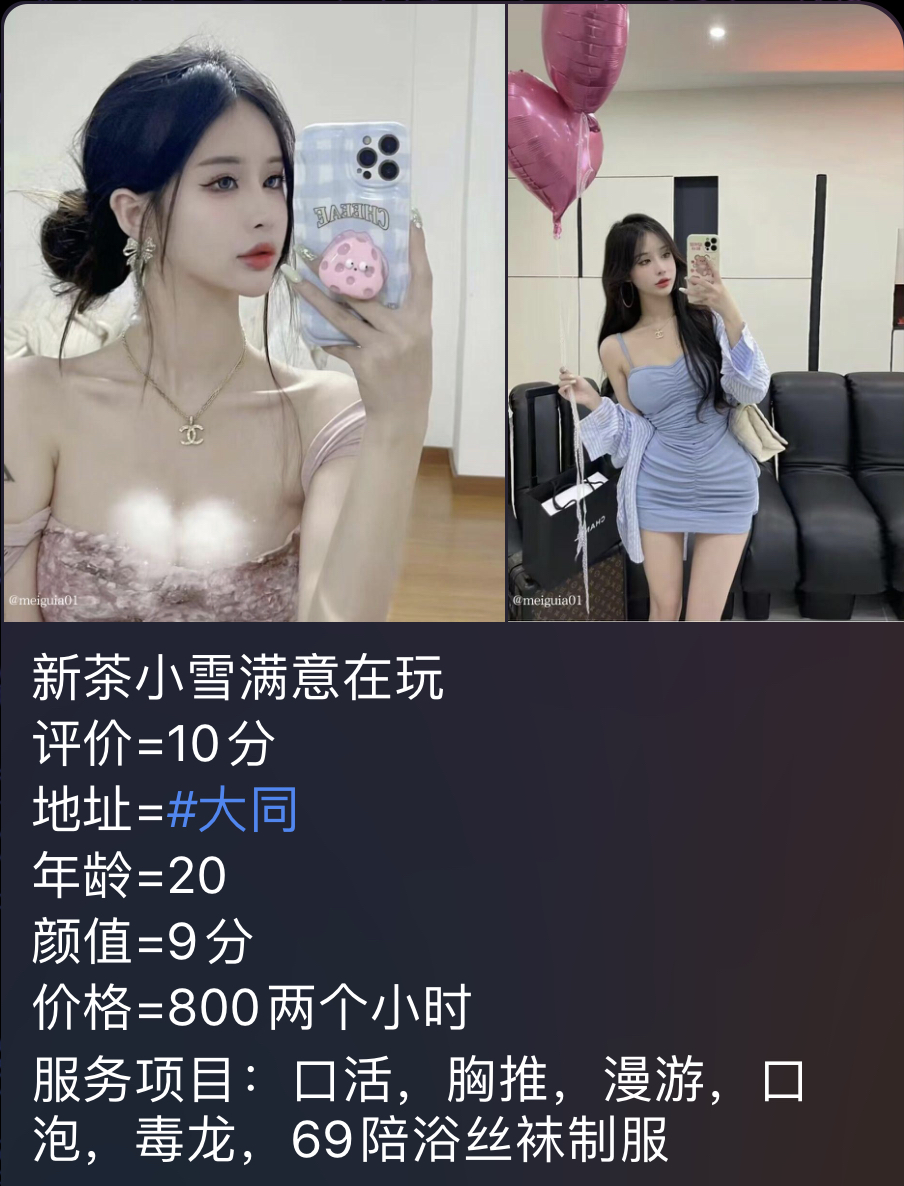 CHEEAE
@meiguia01
@meiguia01
新茶小雪满意在玩
评价=10分
地址=#大同
年龄=20
颜值=9分
价格=800两个小时
服务项目：口活，胸推，漫游，口
泡，毒龙，69陪浴丝袜制服